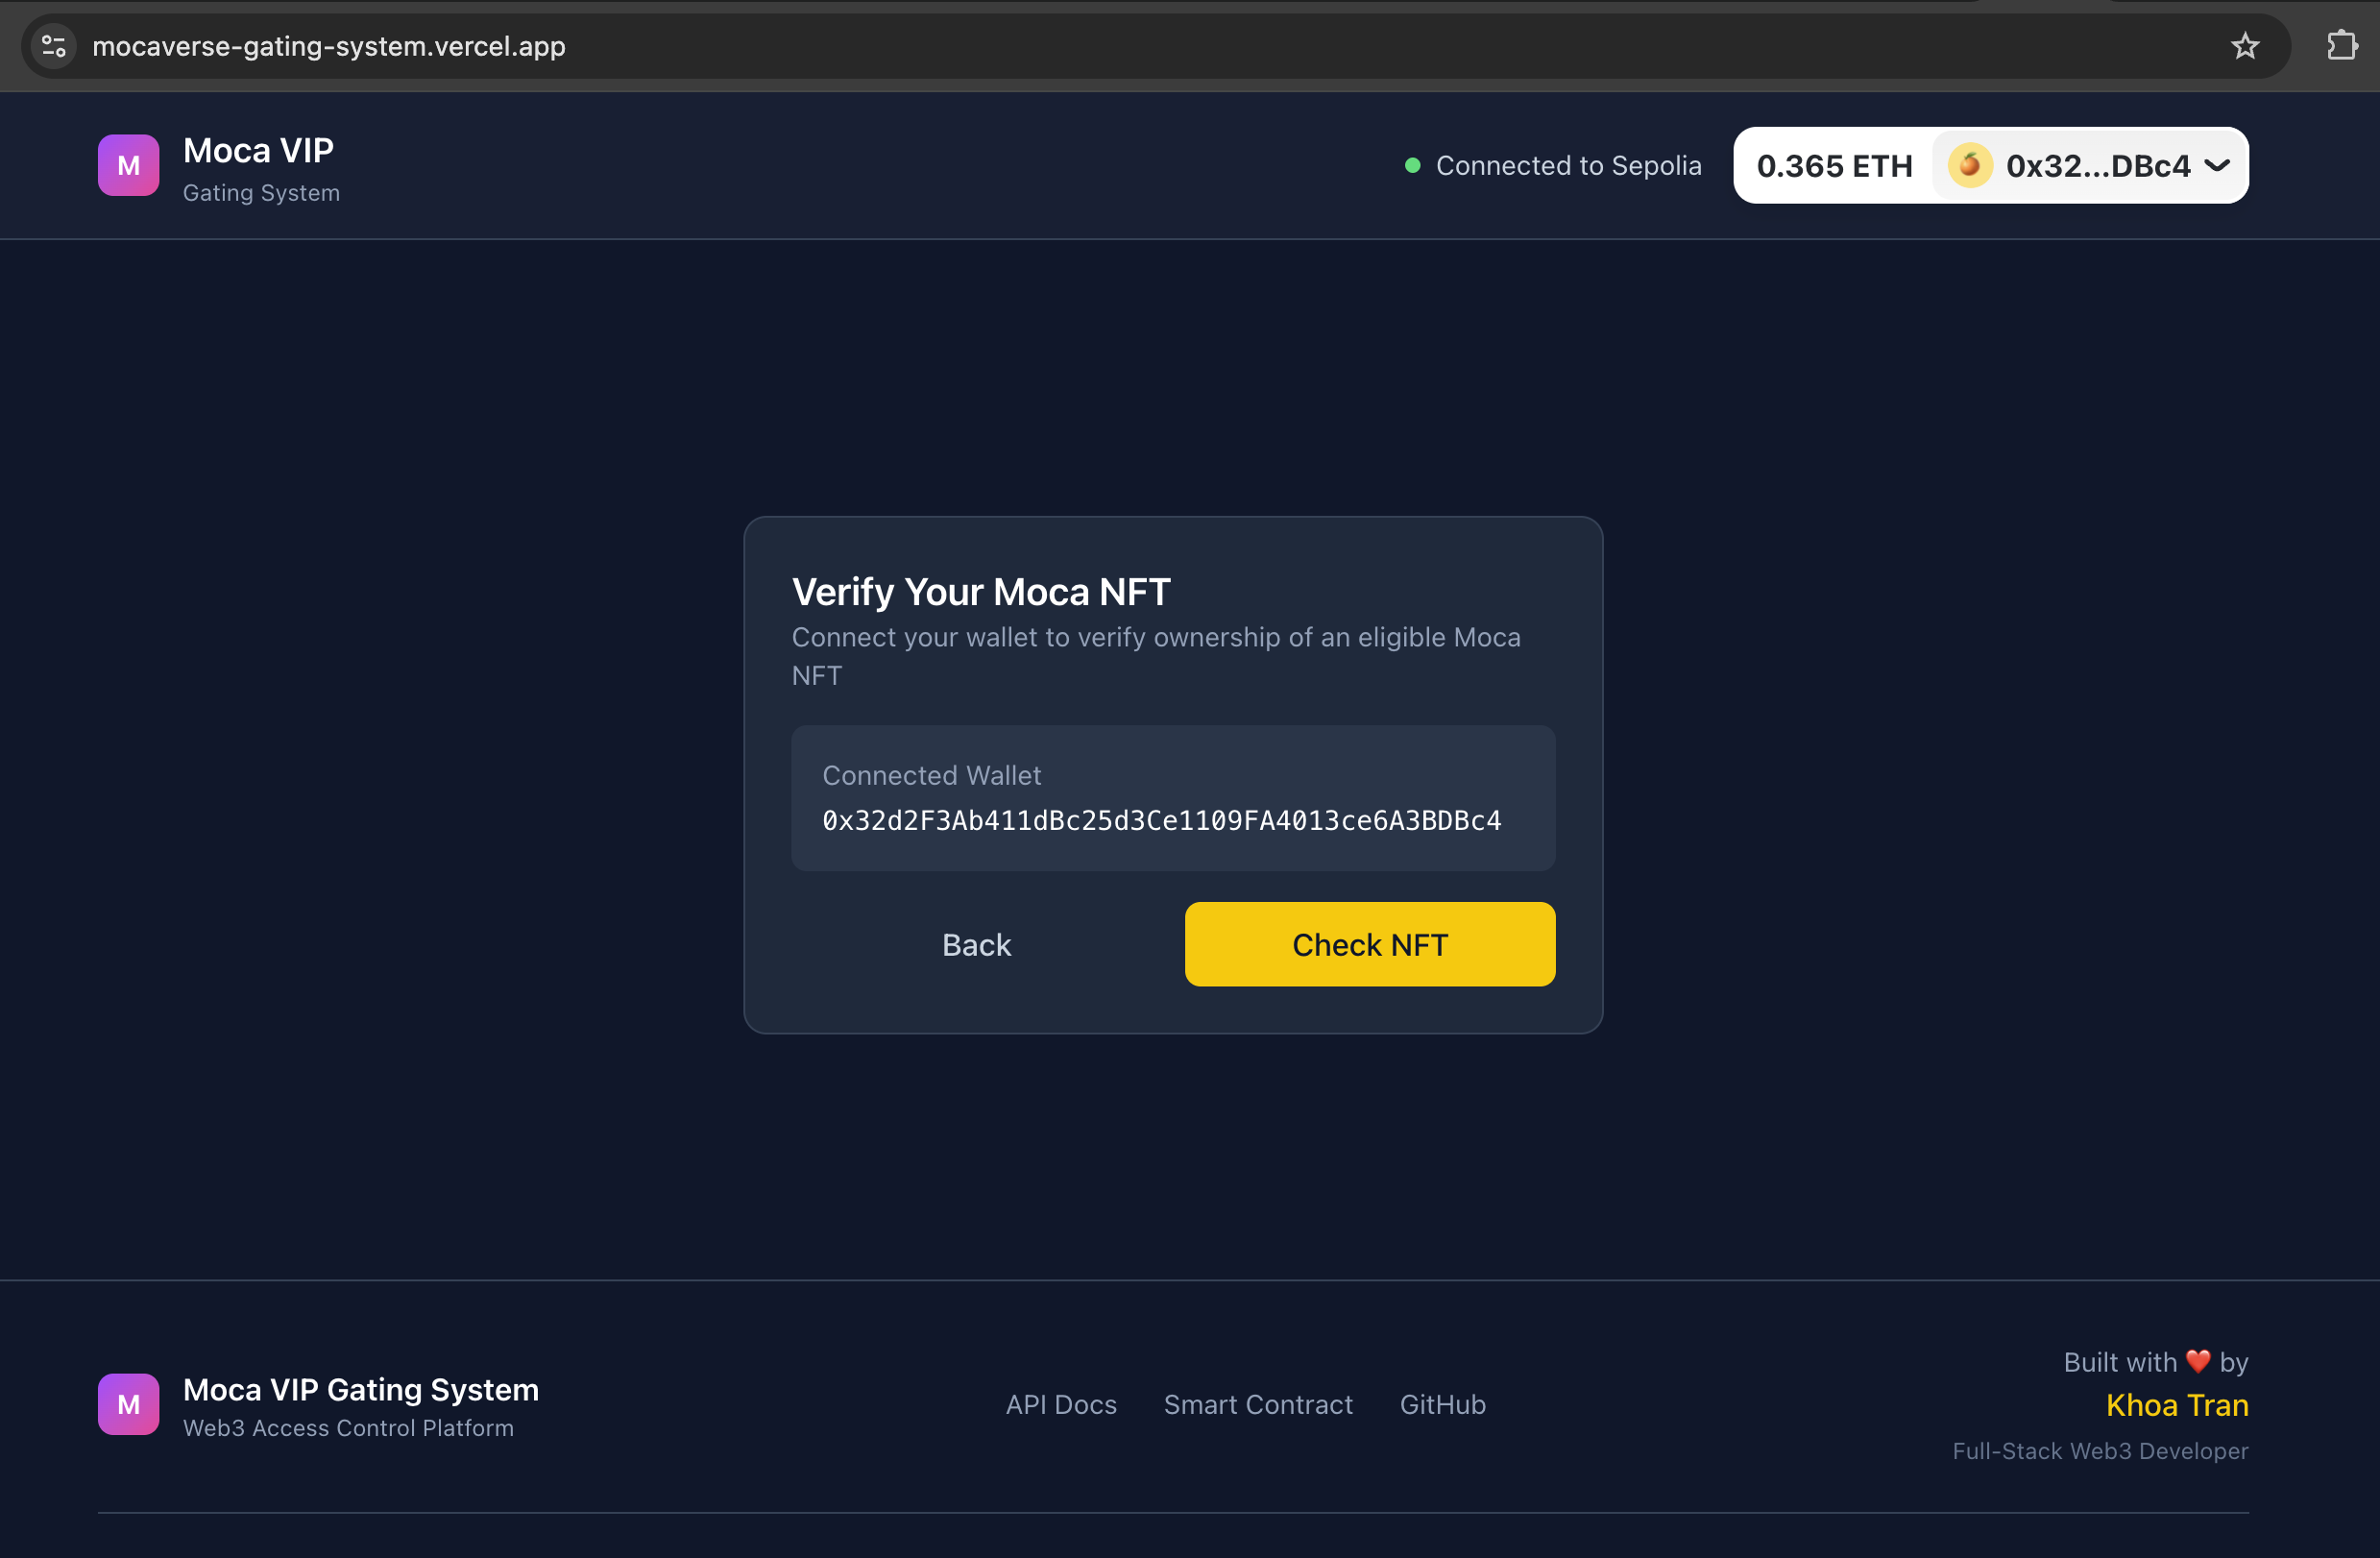 mocaverse-gating-system.vercel.app
M
Moca VIP
Gating System
Connected to Sepolia
0.365 ETH
0x32...DBc4
Verify Your Moca NFT
Connect your wallet to verify ownership of an eligible Moca
NFT
Connected Wallet
0x32d2F3Ab411dBc25d3Ce1109FA4013ce6A3BDBc4
Back
Check NFT
M
Moca VIP Gating System
Web3 Access Control Platform
API Docs
Smart Contract
GitHub
Built with ❤️ by
Khoa Tran
Full-Stack Web3 Developer